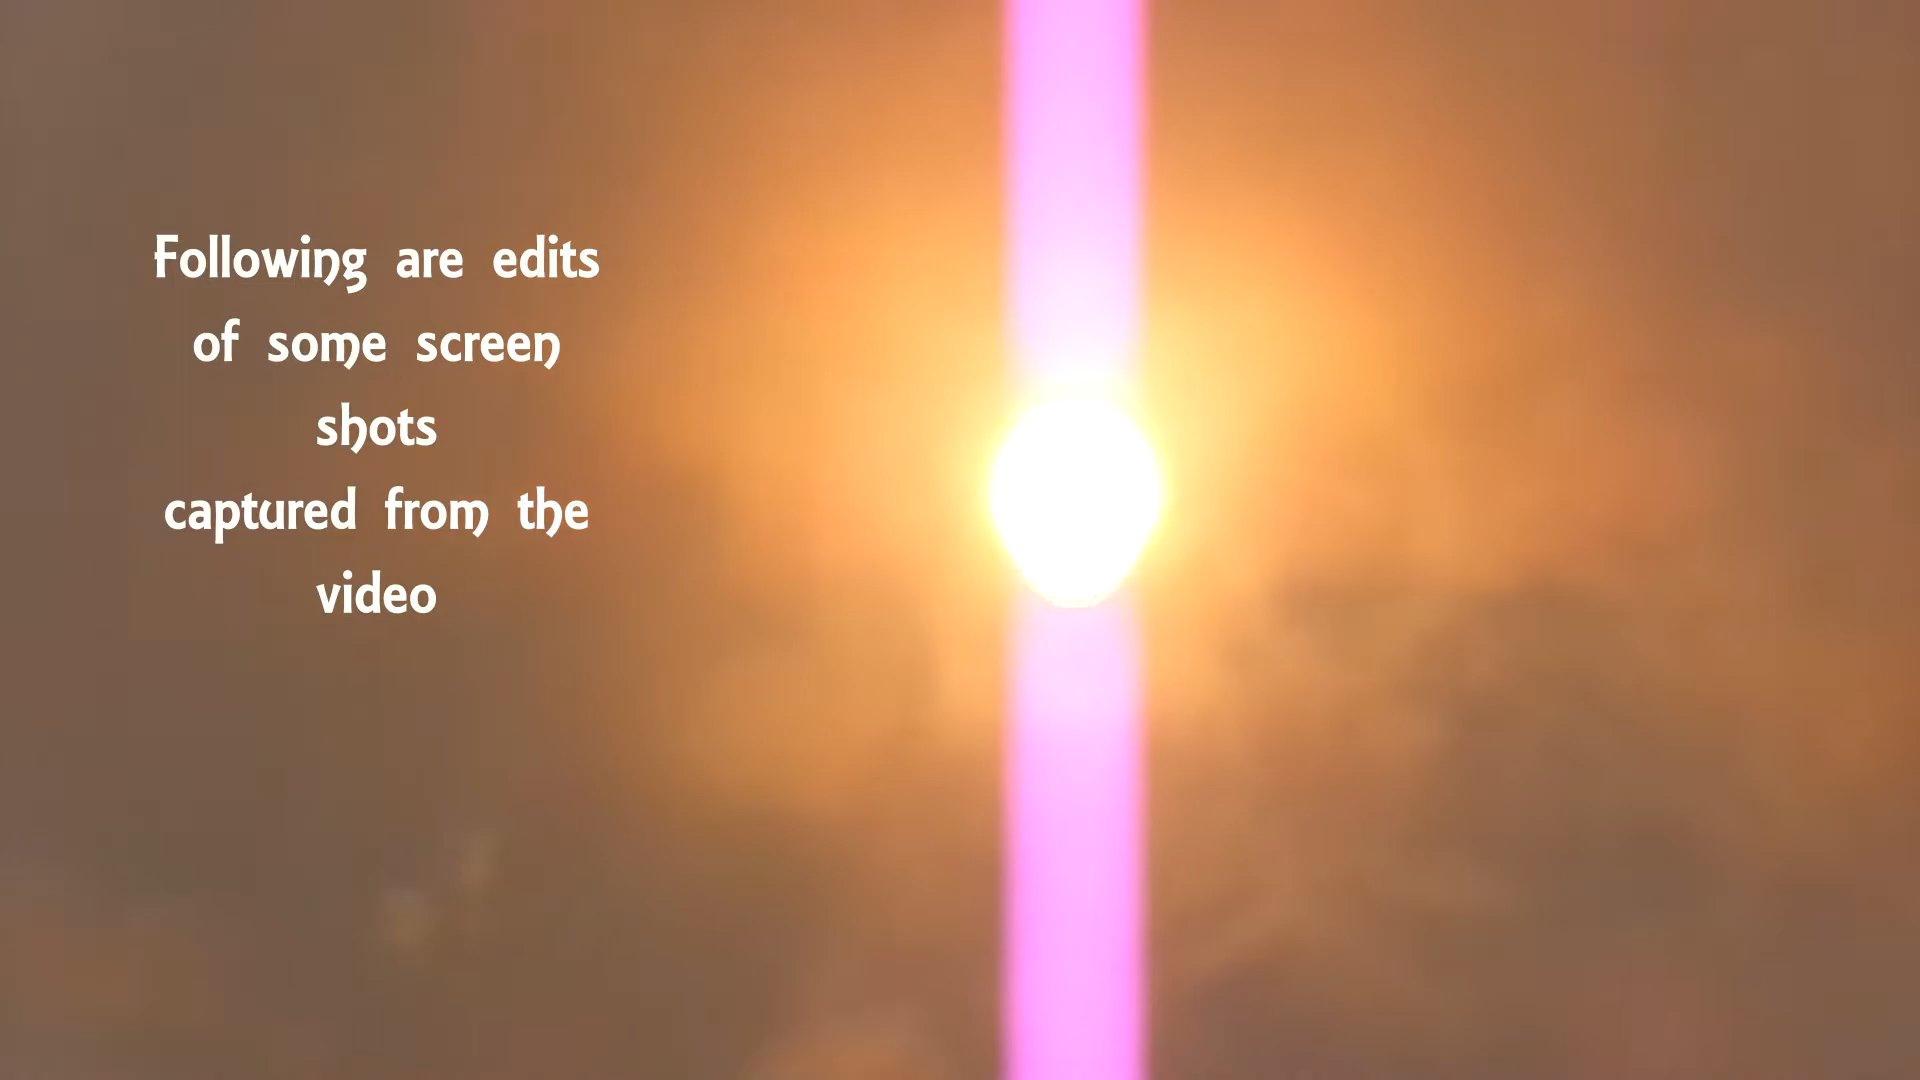 Following are edits
of some screen
shots
captured from the
video